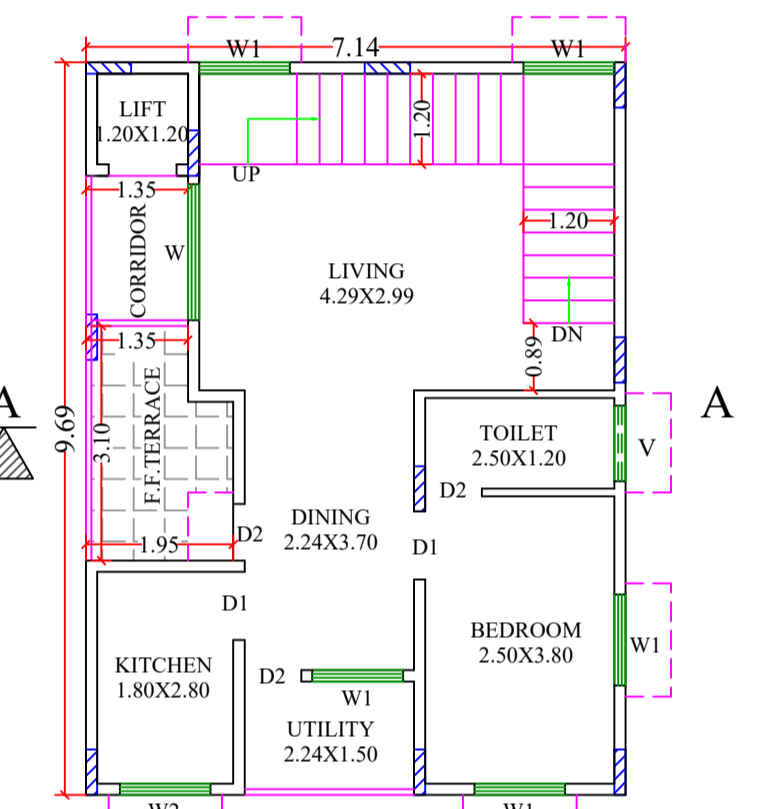 W1
7.14
W1
LIFT
1.20X1.20
1.20
UP
1.35
CORRIDOR
W
1.20
LIVING
4.29X2.99
DN
1.35
0.89
A
A
9.69
3.10
F.F.TERRACE
TOILET
2.50X1.20
V
D2
DINING
2.24X3.70
D2
1.95
D1
D1
BEDROOM
2.50X3.80
W1
KITCHEN
1.80X2.80
D2
W1
UTILITY
2.24X1.50
W2
W1